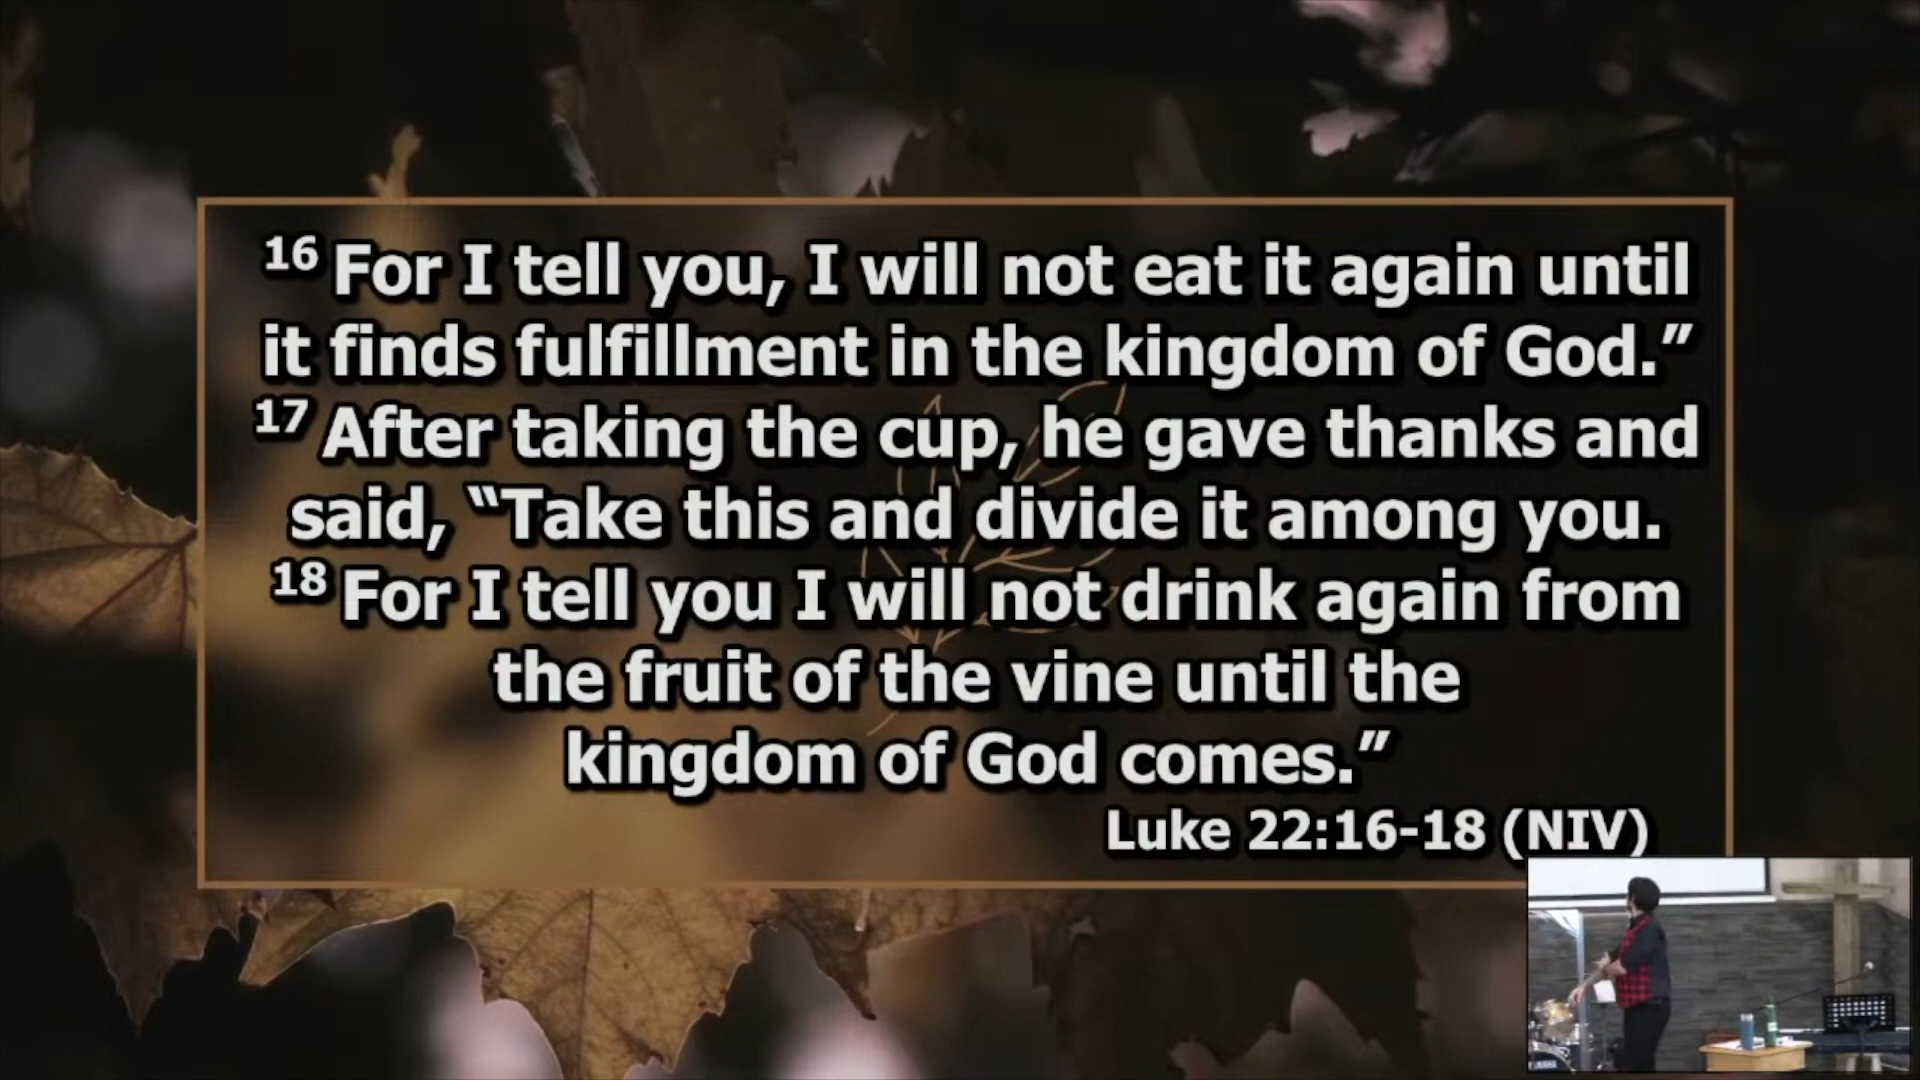 16 For I tell you, I will not eat it again until
it finds fulfillment in the kingdom of God.”
17 After taking the cup, he gave thanks and
said, “Take this and divide it among you.
18 For I tell you I will not drink again from
the fruit of the vine until the
kingdom of God comes.”
Luke 22:16-18 (NIV)
YAMAHA